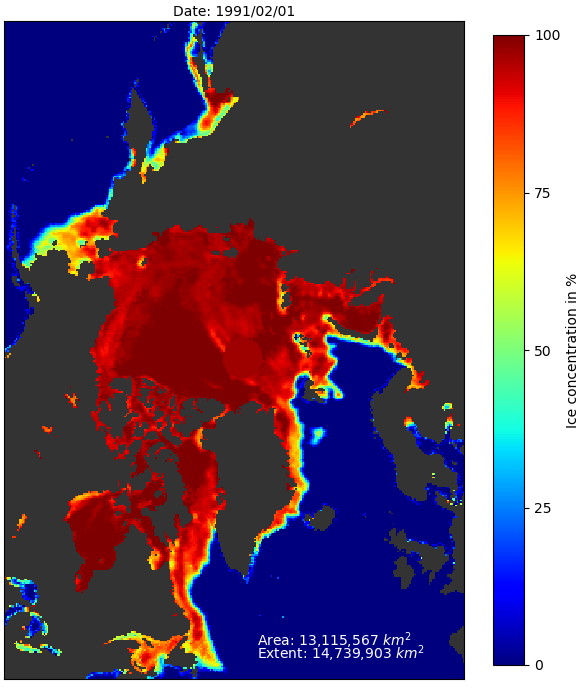 Date: 1991/02/01
100
75
50
25
0
Ice concentration in %
Area: 13,115,567 km²
Extent: 14,739,903 km²